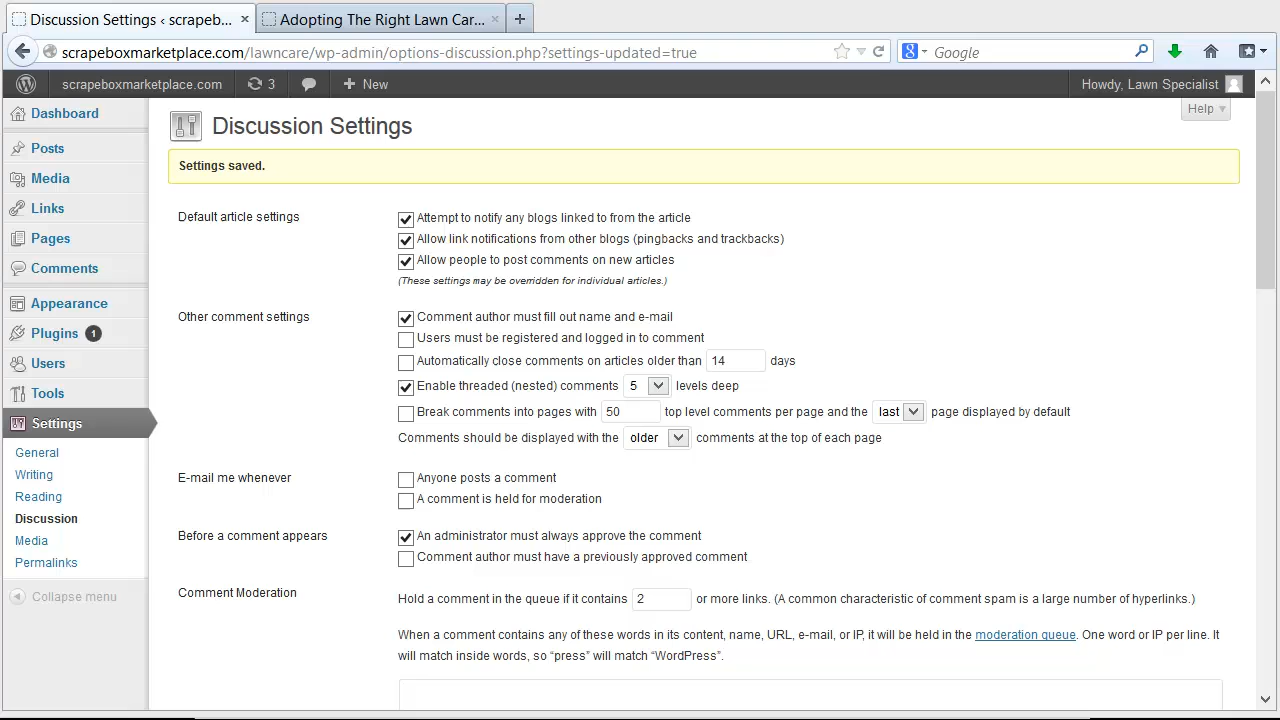 Discussion Settings ‹ scrapeb... ×
Adopting The Right Lawn Car... ×
scrapeboxmarketplace.com/lawncare/wp-admin/options-discussion.php?settings-updated=true
Google
scrapeboxmarketplace.com 3 New
Howdy, Lawn Specialist
Help
Dashboard
Posts
Media
Links
Pages
Comments
Appearance
Plugins 1
Users
Tools
Settings
General
Writing
Reading
Discussion
Media
Permalinks
Collapse menu
Discussion Settings
Settings saved.
Default article settings
Attempt to notify any blogs linked to from the article
Allow link notifications from other blogs (pingbacks and trackbacks)
Allow people to post comments on new articles
(These settings may be overridden for individual articles.)
Other comment settings
Comment author must fill out name and e-mail
Users must be registered and logged in to comment
Automatically close comments on articles older than 14 days
Enable threaded (nested) comments 5 levels deep
Break comments into pages with 50 top level comments per page and the last page displayed by default
Comments should be displayed with the older comments at the top of each page
E-mail me whenever
Anyone posts a comment
A comment is held for moderation
Before a comment appears
An administrator must always approve the comment
Comment author must have a previously approved comment
Comment Moderation
Hold a comment in the queue if it contains 2 or more links. (A common characteristic of comment spam is a large number of hyperlinks.)
When a comment contains any of these words in its content, name, URL, e-mail, or IP, it will be held in the moderation queue. One word or IP per line. It
will match inside words, so “press” will match “WordPress”.